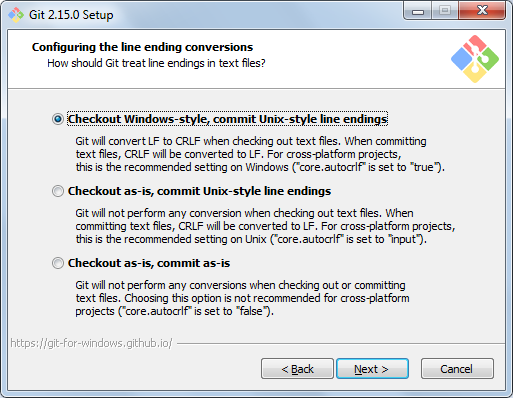 Git 2.15.0 Setup
Configuring the line ending conversions
How should Git treat line endings in text files?
Checkout Windows-style, commit Unix-style line endings
Git will convert LF to CRLF when checking out text files. When committing
text files, CRLF will be converted to LF. For cross-platform projects,
this is the recommended setting on Windows ("core.autocrlf" is set to "true").
Checkout as-is, commit Unix-style line endings
Git will not perform any conversion when checking out text files. When
committing text files, CRLF will be converted to LF. For cross-platform projects,
this is the recommended setting on Unix ("core.autocrlf" is set to "input").
Checkout as-is, commit as-is
Git will not perform any conversions when checking out or committing
text files. Choosing this option is not recommended for cross-platform
projects ("core.autocrlf" is set to "false").
https://git-for-windows.github.io/
< Back Next > Cancel